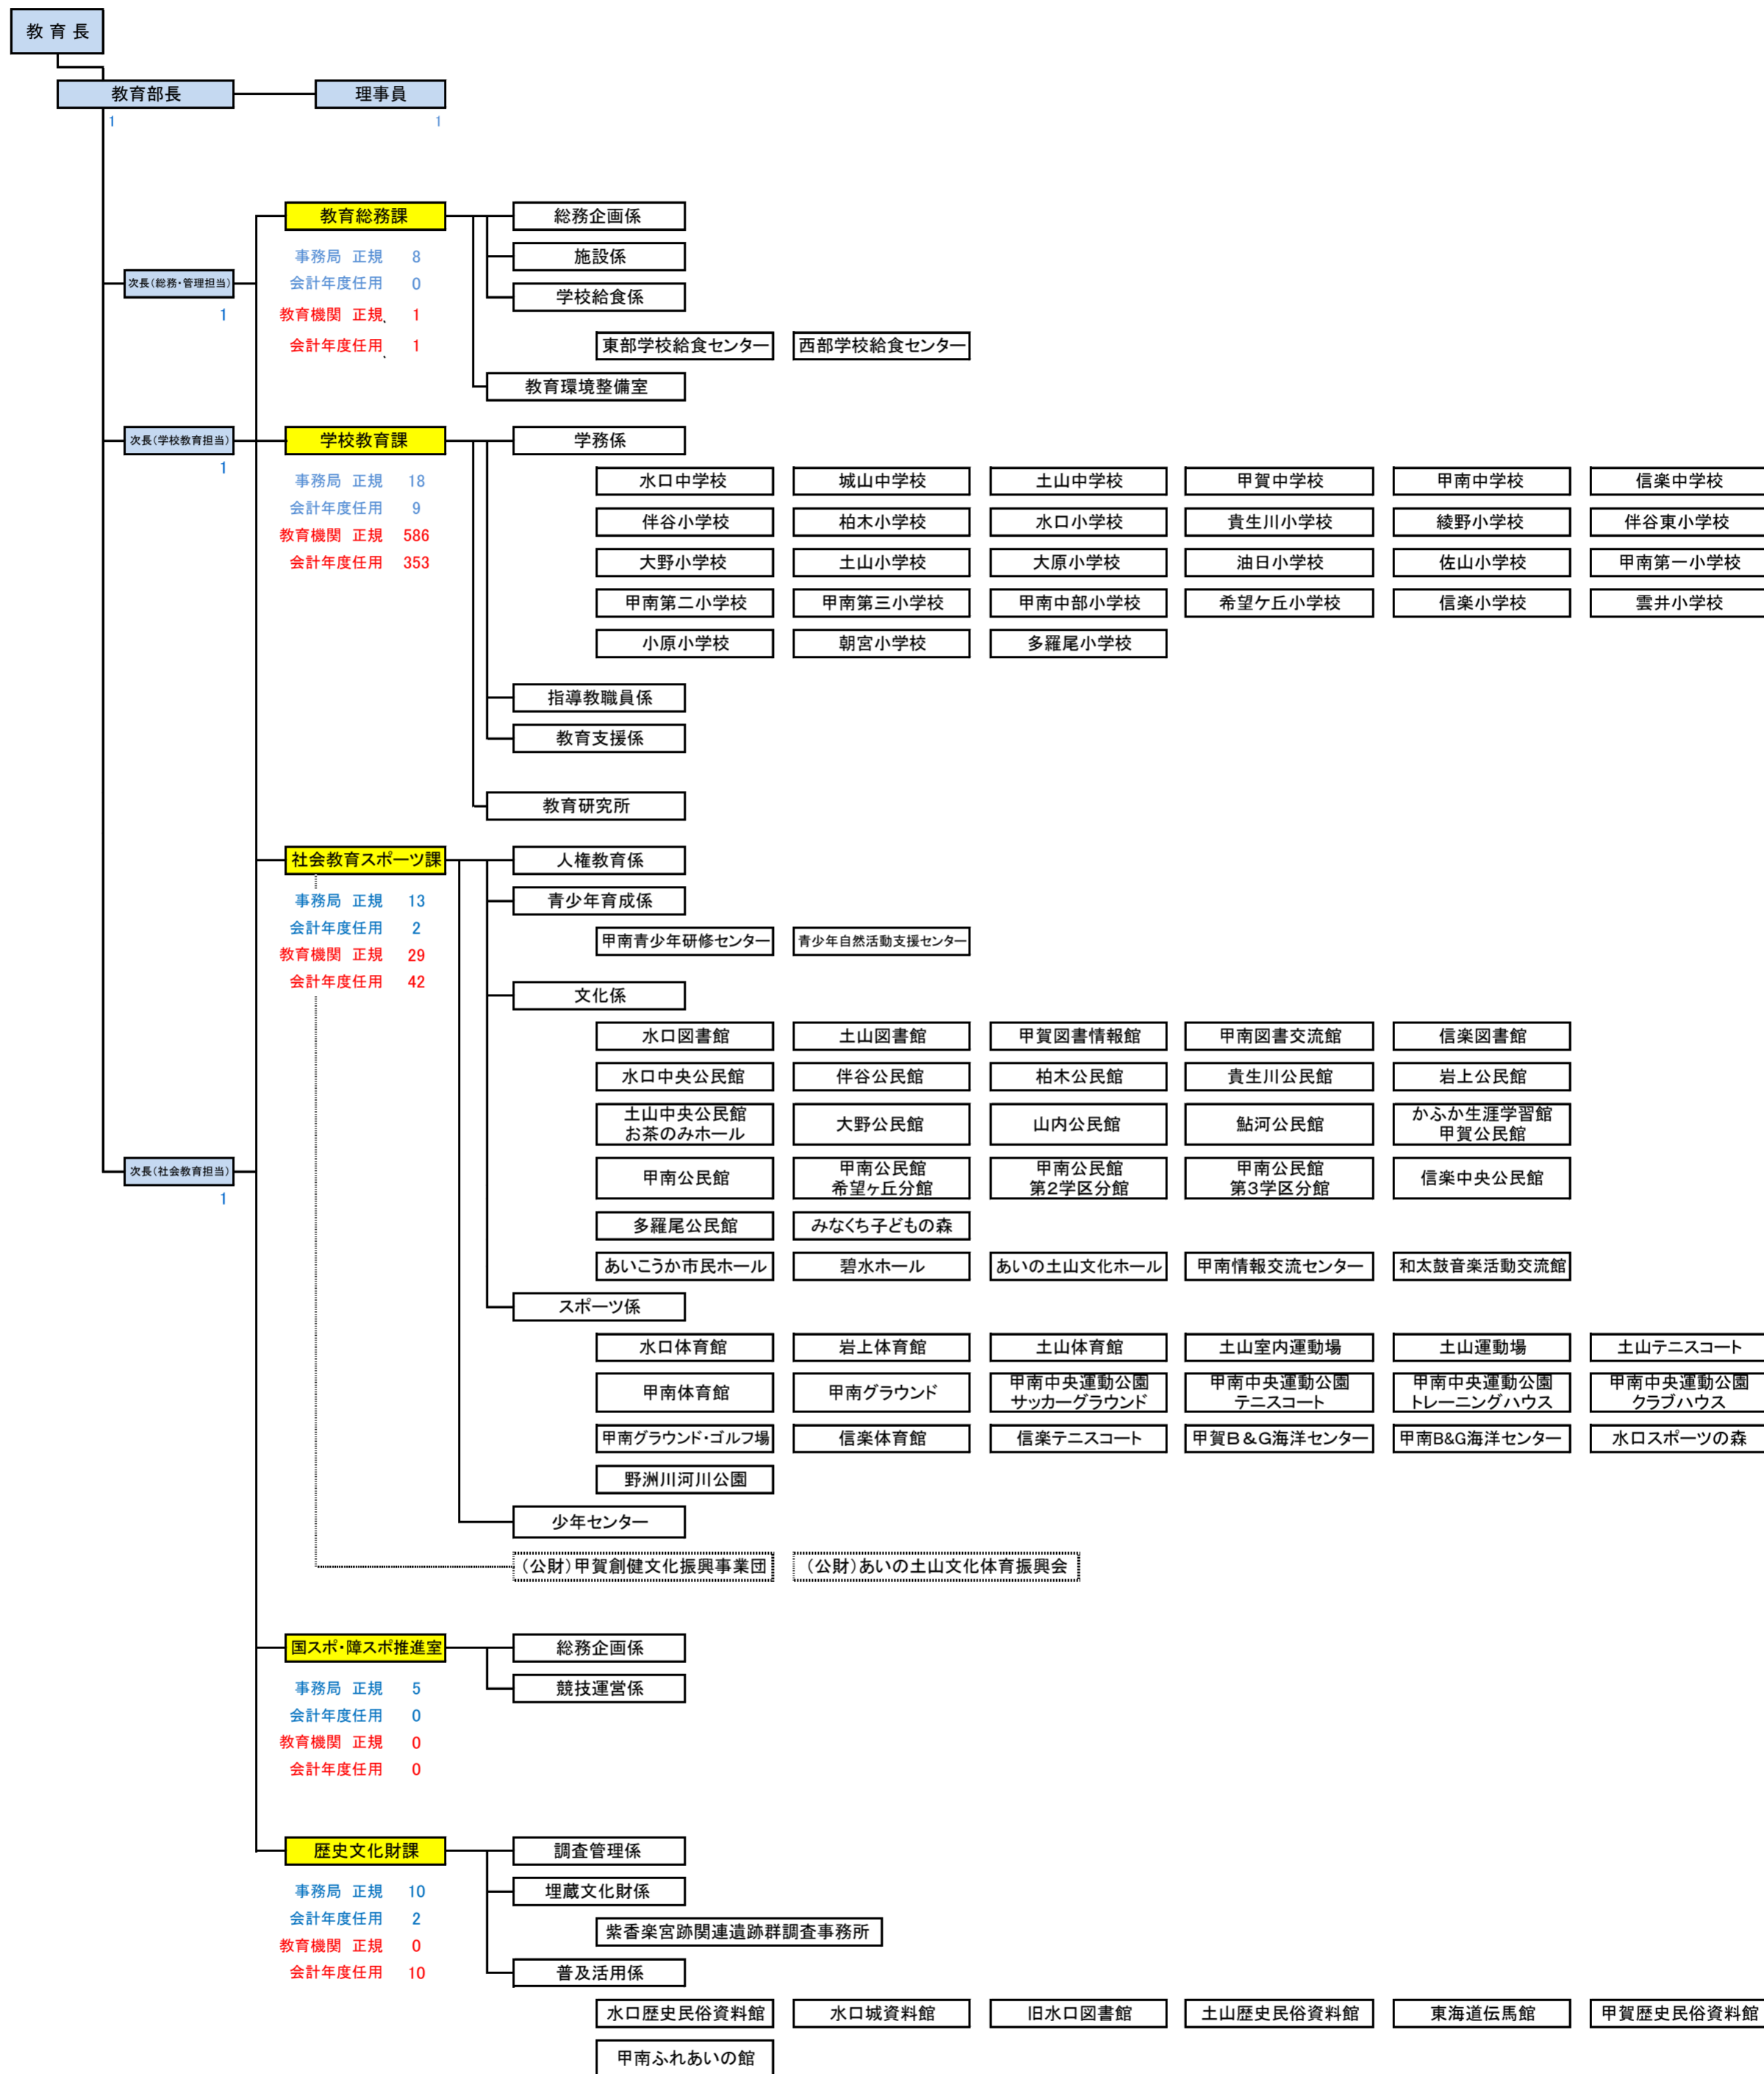 教育長
教育部長 理事員
1 1
教育総務課 総務企画係
事務局 正規 8 施設係
次長(総務・管理担当) 会計年度任用 0 学校給食係
1 教育機関 正規 1
会計年度任用 1 東部学校給食センター 西部学校給食センター
教育環境整備室
次長(学校教育担当) 学校教育課 学務係
1
事務局 正規 18 水口中学校 城山中学校 土山中学校 甲賀中学校 甲南中学校 信楽中学校
会計年度任用 9 伴谷小学校 柏木小学校 水口小学校 貴生川小学校 綾野小学校 伴谷東小学校
教育機関 正規 586
会計年度任用 353 大野小学校 土山小学校 大原小学校 油日小学校 佐山小学校 甲南第一小学校
甲南第二小学校 甲南第三小学校 甲南中部小学校 希望ケ丘小学校 信楽小学校 雲井小学校
小原小学校 朝宮小学校 多羅尾小学校
指導教職員係
教育支援係
教育研究所
社会教育スポーツ課 人権教育係
事務局 正規 13 青少年育成係
会計年度任用 2 甲南青少年研修センター 青少年自然活動支援センター
教育機関 正規 29
会計年度任用 42 文化係
水口図書館 土山図書館 甲賀図書情報館 甲南図書交流館 信楽図書館
水口中央公民館 伴谷公民館 柏木公民館 貴生川公民館 岩上公民館
土山中央公民館
お茶のみホール 大野公民館 山内公民館 鮎河公民館 かふか生涯学習館
甲賀公民館
次長(社会教育担当)
1
甲南公民館 甲南公民館
希望ヶ丘分館 甲南公民館
第2学区分館 甲南公民館
第3学区分館 信楽中央公民館
多羅尾公民館 みなくち子どもの森
あいこうか市民ホール 碧水ホール あいの土山文化ホール 甲南情報交流センター 和太鼓音楽活動交流館
スポーツ係
水口体育館 岩上体育館 土山体育館 土山室内運動場 土山運動場 土山テニスコート
甲南体育館 甲南グラウンド 甲南中央運動公園
サッカーグラウンド 甲南中央運動公園
テニスコート 甲南中央運動公園
トレーニングハウス 甲南中央運動公園
クラブハウス
甲南グラウンド・ゴルフ場 信楽体育館 信楽テニスコート 甲賀B&G海洋センター 甲南B&G海洋センター 水口スポーツの森
野洲川河川公園
少年センター
(公財)甲賀創健文化振興事業団 (公財)あいの土山文化体育振興会
国スポ・障スポ推進室 総務企画係
事務局 正規 5 競技運営係
会計年度任用 0
教育機関 正規 0
会計年度任用 0
歴史文化財課 調査管理係
事務局 正規 10 埋蔵文化財係
会計年度任用 2 紫香楽宮跡関連遺跡群調査事務所
教育機関 正規 0
会計年度任用 10 普及活用係
水口歴史民俗資料館 水口城資料館 旧水口図書館 土山歴史民俗資料館 東海道伝馬館 甲賀歴史民俗資料館
甲南ふれあいの館